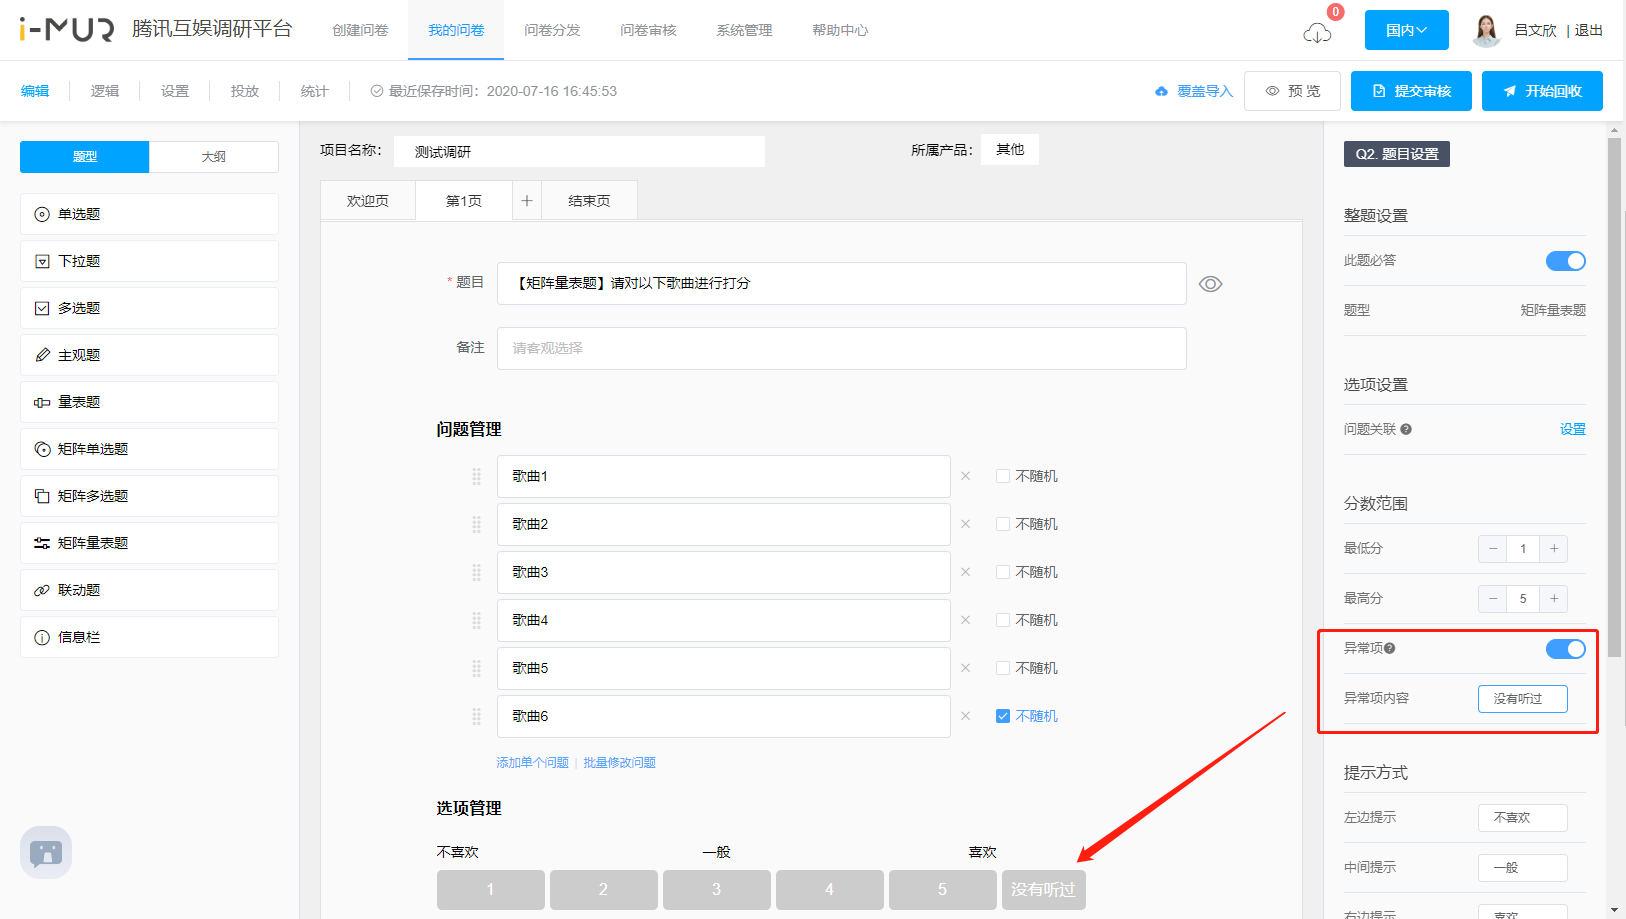 i-MUR 腾讯互娱调研平台 创建问卷 我的问卷 问卷分发 问卷审核 系统管理 帮助中心 0 国内 吕文欣 | 退出
编辑 逻辑 设置 投放 统计 最近保存时间：2020-07-16 16:45:53 覆盖导入 预 览 提交审核 开始回收
题型 大纲
单选题
下拉题
多选题
主观题
量表题
矩阵单选题
矩阵多选题
矩阵量表题
联动题
信息栏
项目名称： 测试调研 所属产品： 其他
欢迎页 第1页 + 结束页
* 题目 【矩阵量表题】请对以下歌曲进行打分
备注 请客观选择
问题管理
歌曲1 × 不随机
歌曲2 × 不随机
歌曲3 × 不随机
歌曲4 × 不随机
歌曲5 × 不随机
歌曲6 × 不随机
添加单个问题 | 批量修改问题
选项管理
不喜欢 一般 喜欢
1 2 3 4 5 没有听过
Q2. 题目设置
整题设置
此题必答
题型 矩阵量表题
选项设置
问题关联 ? 设置
分数范围
最低分 − 1 +
最高分 − 5 +
异常项 ?
异常项内容 没有听过
提示方式
左边提示 不喜欢
中间提示 一般
右边提示 喜欢